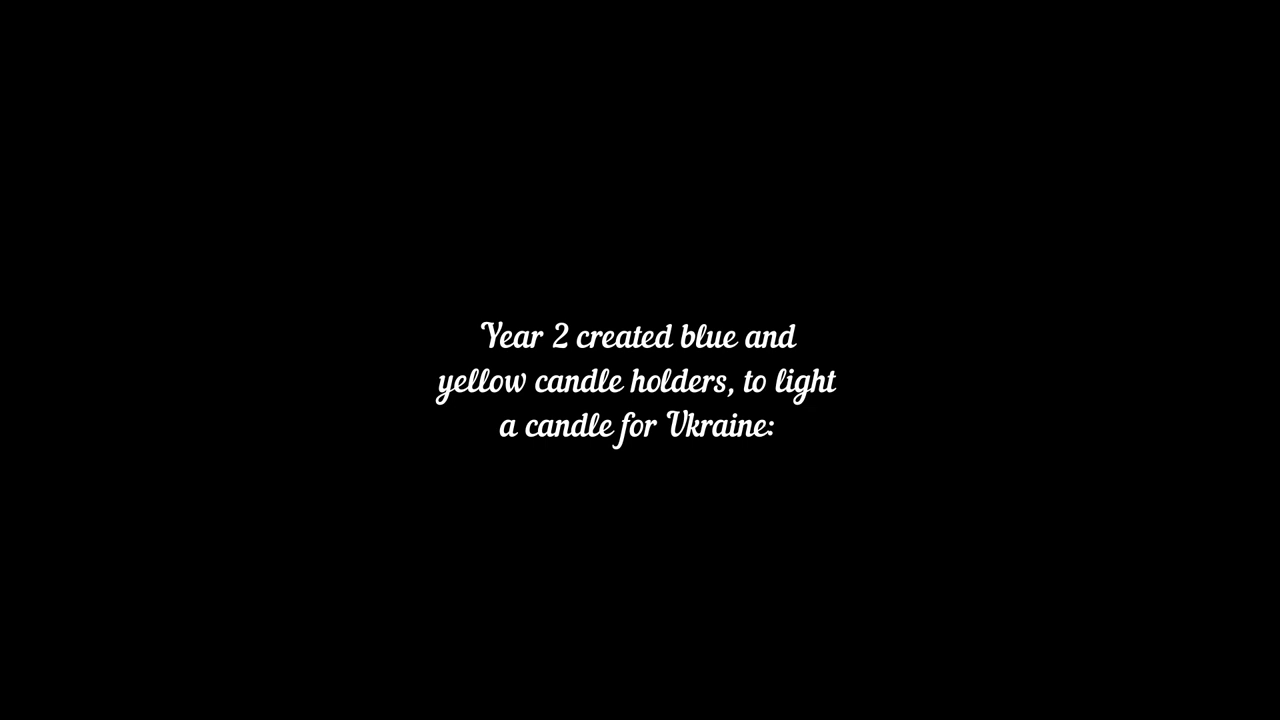 Year 2 created blue and
yellow candle holders, to light
a candle for Ukraine: